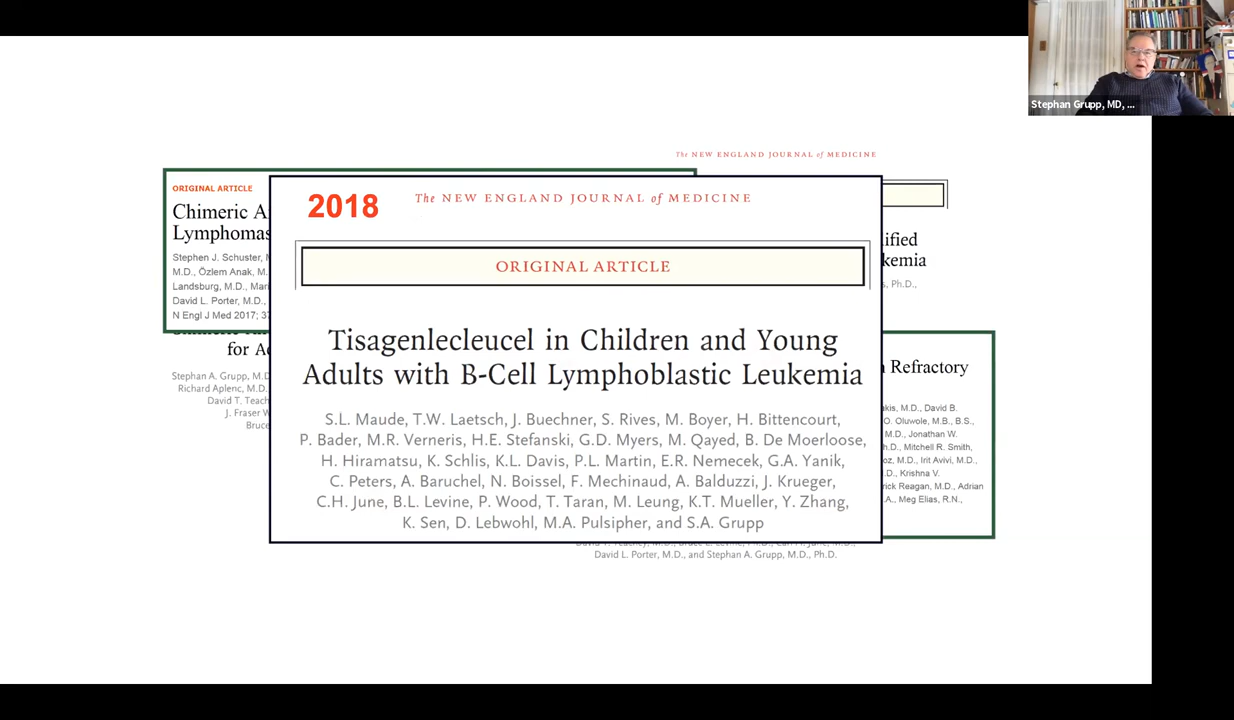 Stephan Grupp, MD, ...
The NEW ENGLAND JOURNAL of MEDICINE
ORIGINAL ARTICLE
Chimeric A
Lymphomas
Stephen J. Schuster, M
M.D., Özlem Anak, M.
Landsburg, M.D., Mari
David L. Porter, M.D.,
N Engl J Med 2017; 37
for Ac
Stephan A. Grupp, M.D
Richard Aplenc, M.D.
David T. Teach
J. Fraser W
Bruce
2018
The NEW ENGLAND JOURNAL of MEDICINE
ORIGINAL ARTICLE
Tisagenlecleucel in Children and Young
Adults with B-Cell Lymphoblastic Leukemia
S.L. Maude, T.W. Laetsch, J. Buechner, S. Rives, M. Boyer, H. Bittencourt,
P. Bader, M.R. Verneris, H.E. Stefanski, G.D. Myers, M. Qayed, B. De Moerloose,
H. Hiramatsu, K. Schlis, K.L. Davis, P.L. Martin, E.R. Nemecek, G.A. Yanik,
C. Peters, A. Baruchel, N. Boissel, F. Mechinaud, A. Balduzzi, J. Krueger,
C.H. June, B.L. Levine, P. Wood, T. Taran, M. Leung, K.T. Mueller, Y. Zhang,
K. Sen, D. Lebwohl, M.A. Pulsipher, and S.A. Grupp
ified
kemia
s, Ph.D.,
n Refractory
akis, M.D., David B.
O. Oluwole, M.B., B.S.,
M.D., Jonathan W.
h.D., Mitchell R. Smith,
oz, M.D., Irit Avivi, M.D.,
.D., Krishna V.
rick Reagan, M.D., Adrian
.A., Meg Elias, R.N.,
David L. Porter, M.D., and Stephan A. Grupp, M.D., Ph.D.